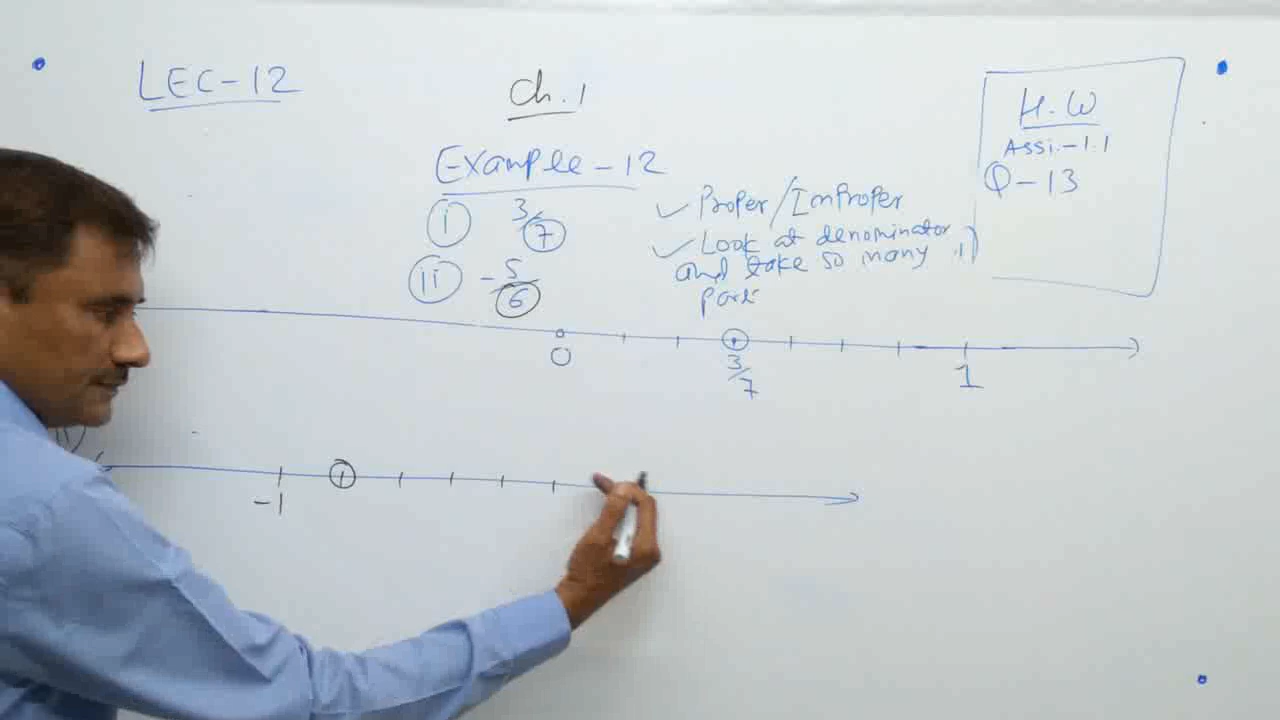 LEC-12
Ch.1
H.W
Assi.-1.1
Q-13
Example-12
i 3/7
ii -5/6
✓ Proper/Improper
✓ Look at denominator
and take so many
0
3/7
1
-1